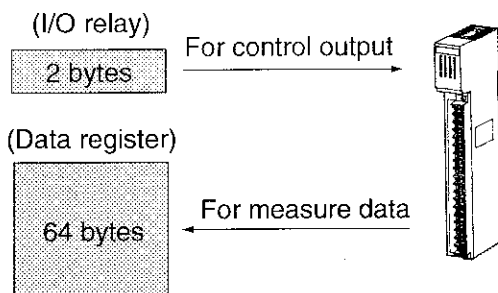 (I/O relay)
For control output
2 bytes
(Data register)
For measure data
64 bytes